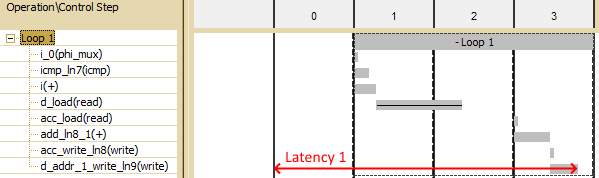 Operation\Control Step
0 1 2 3
Loop 1
- Loop 1
i_0(phi_mux)
icmp_ln7(icmp)
i(+)
d_load(read)
acc_load(read)
add_ln8_1(+)
acc_write_ln8(write)
d_addr_1_write_ln9(write)
Latency 1